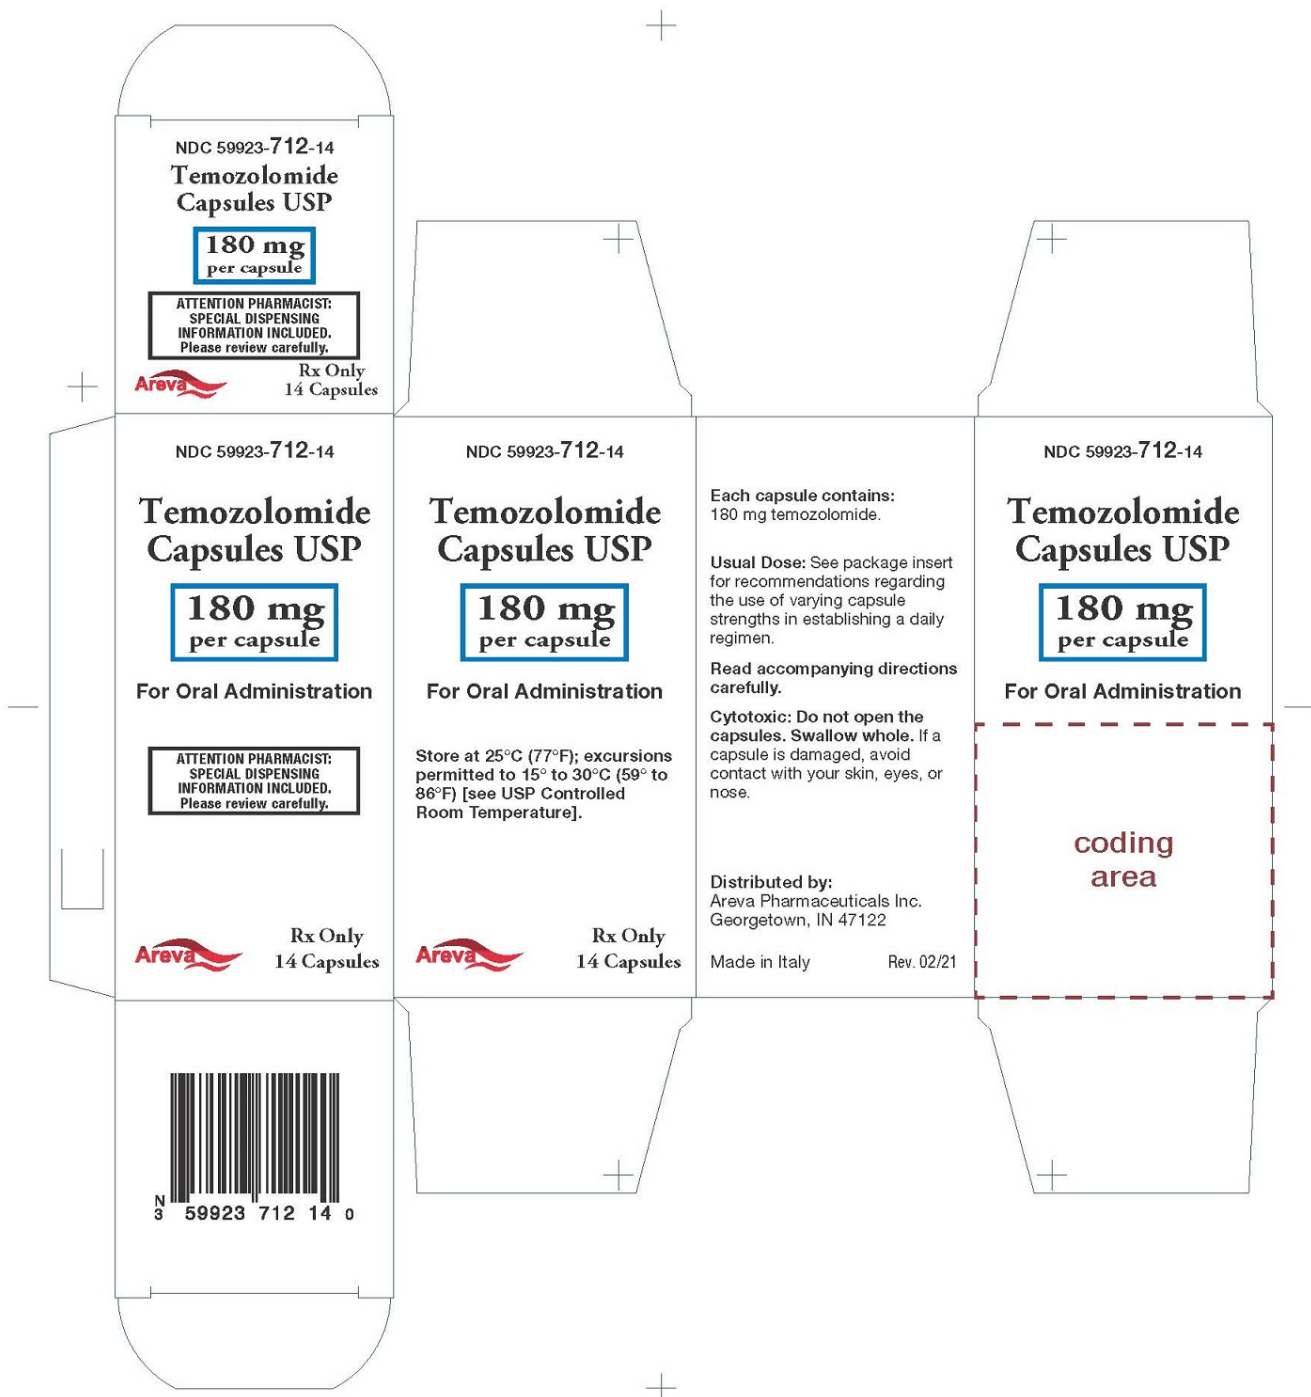 NDC 59923-712-14
Temozolomide
Capsules USP
180 mg
per capsule
ATTENTION PHARMACIST:
SPECIAL DISPENSING
INFORMATION INCLUDED.
Please review carefully.
Areva
Rx Only
14 Capsules
NDC 59923-712-14
Temozolomide
Capsules USP
180 mg
per capsule
For Oral Administration
ATTENTION PHARMACIST:
SPECIAL DISPENSING
INFORMATION INCLUDED.
Please review carefully.
Areva
Rx Only
14 Capsules
NDC 59923-712-14
Temozolomide
Capsules USP
180 mg
per capsule
For Oral Administration
Store at 25°C (77°F); excursions
permitted to 15° to 30°C (59° to
86°F) [see USP Controlled
Room Temperature].
Areva
Rx Only
14 Capsules
Each capsule contains:
180 mg temozolomide.
Usual Dose: See package insert
for recommendations regarding
the use of varying capsule
strengths in establishing a daily
regimen.
Read accompanying directions
carefully.
Cytotoxic: Do not open the
capsules. Swallow whole. If a
capsule is damaged, avoid
contact with your skin, eyes, or
nose.
Distributed by:
Areva Pharmaceuticals Inc.
Georgetown, IN 47122
Made in Italy Rev. 02/21
NDC 59923-712-14
Temozolomide
Capsules USP
180 mg
per capsule
For Oral Administration
coding
area
N
3 59923 712 14 0